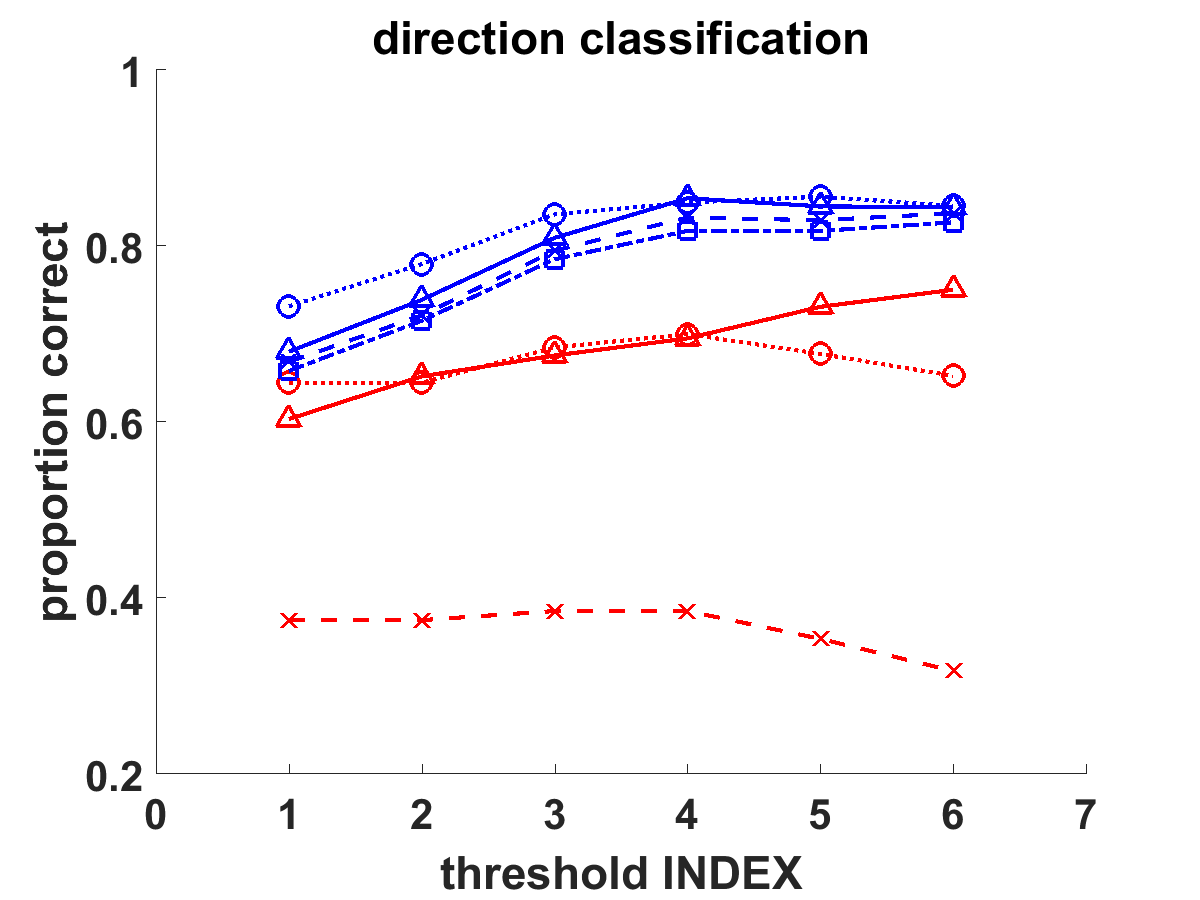 direction classification
proportion correct
1
0.8
0.6
0.4
0.2
0 1 2 3 4 5 6 7
threshold INDEX